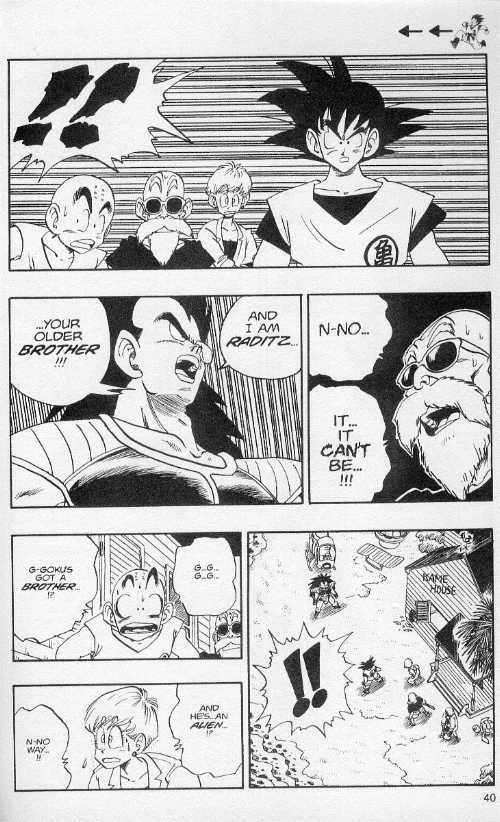 亀
!!
N-NO...
IT...
IT
CAN'T
BE...
!!!
AND
I AM
RADITZ...
...YOUR
OLDER
BROTHER
!!!
KAME
HOUSE
!!
G...G...
G...G...
G-GOKU'S
GOT A
BROTHER...
!?
AND
HE'S...AN
ALIEN...
!?
N-NO
WAY...
!!
40